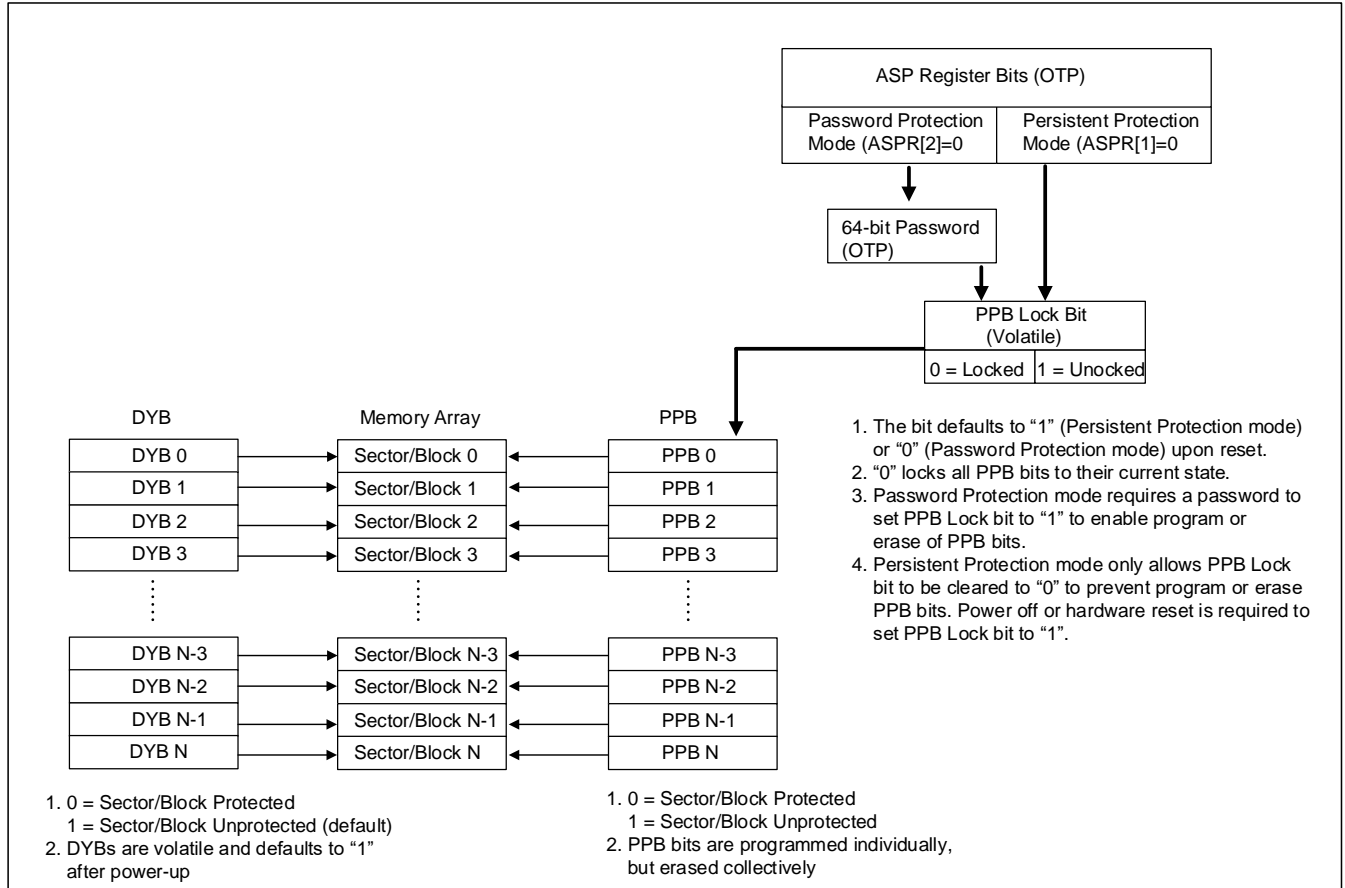 ASP Register Bits (OTP)
Password Protection
Mode (ASPR[2]=0
Persistent Protection
Mode (ASPR[1]=0
64-bit Password
(OTP)
PPB Lock Bit
(Volatile)
0 = Locked
1 = Unocked
1. The bit defaults to “1” (Persistent Protection mode)
or “0” (Password Protection mode) upon reset.
2. “0” locks all PPB bits to their current state.
3. Password Protection mode requires a password to
set PPB Lock bit to “1” to enable program or
erase of PPB bits.
4. Persistent Protection mode only allows PPB Lock
bit to be cleared to “0” to prevent program or erase
PPB bits. Power off or hardware reset is required to
set PPB Lock bit to “1”.
DYB Memory Array PPB
DYB 0 Sector/Block 0 PPB 0
DYB 1 Sector/Block 1 PPB 1
DYB 2 Sector/Block 2 PPB 2
DYB 3 Sector/Block 3 PPB 3
DYB N-3 Sector/Block N-3 PPB N-3
DYB N-2 Sector/Block N-2 PPB N-2
DYB N-1 Sector/Block N-1 PPB N-1
DYB N Sector/Block N PPB N
1. 0 = Sector/Block Protected
1 = Sector/Block Unprotected (default)
2. DYBs are volatile and defaults to “1”
after power-up
1. 0 = Sector/Block Protected
1 = Sector/Block Unprotected
2. PPB bits are programmed individually,
but erased collectively